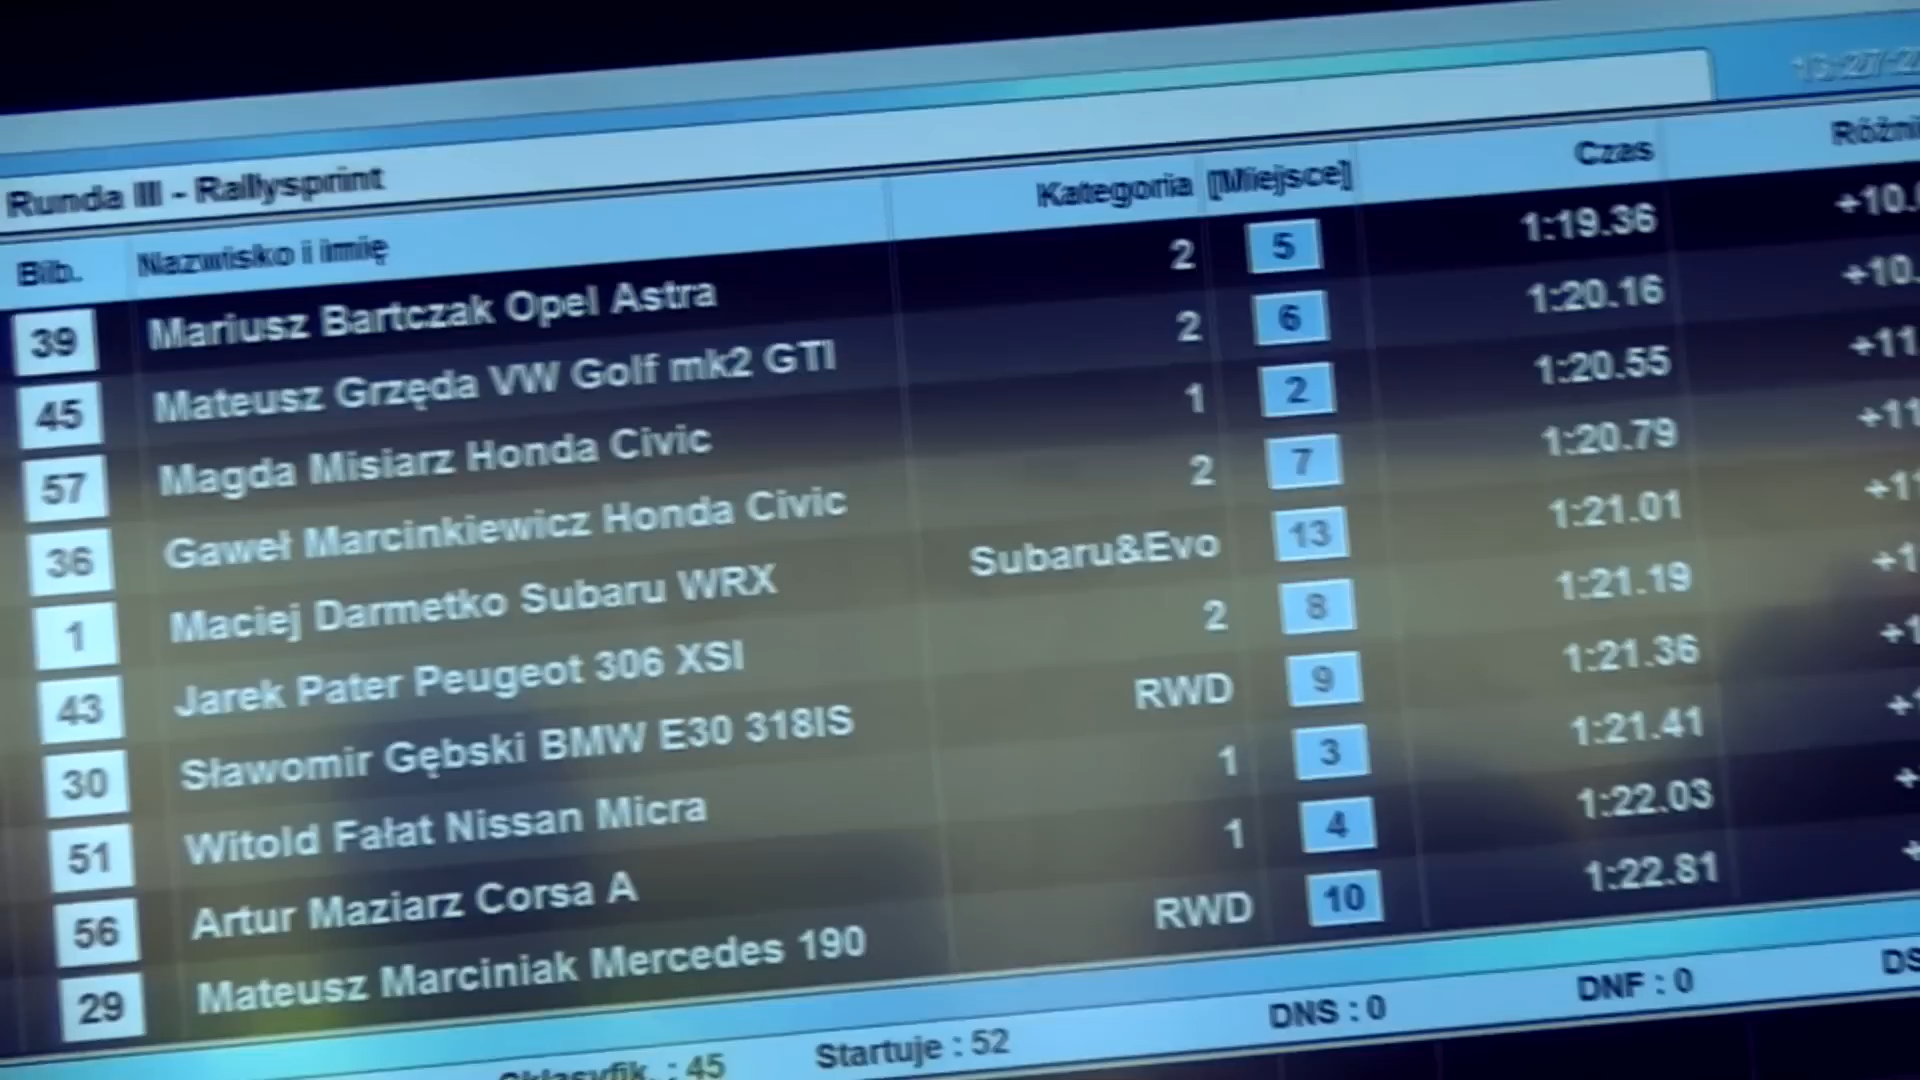 Runda III - Rallysprint
Bib. Nazwisko i imię Kategoria [Miejsce] Czas
39 Mariusz Bartczak Opel Astra 2 5 1:19.36
45 Mateusz Grzęda VW Golf mk2 GTI 2 6 1:20.16
57 Magda Misiarz Honda Civic 1 2 1:20.55
36 Gaweł Marcinkiewicz Honda Civic 2 7 1:20.79
1 Maciej Darmetko Subaru WRX Subaru&Evo 13 1:21.01
43 Jarek Pater Peugeot 306 XSI 2 8 1:21.19
30 Sławomir Gębski BMW E30 318IS RWD 9 1:21.36
51 Witold Fałat Nissan Micra 1 3 1:21.41
56 Artur Maziarz Corsa A 1 4 1:22.03
29 Mateusz Marciniak Mercedes 190 RWD 10 1:22.81
Sklasyfik. : 45 Startuje : 52 DNS : 0 DNF : 0